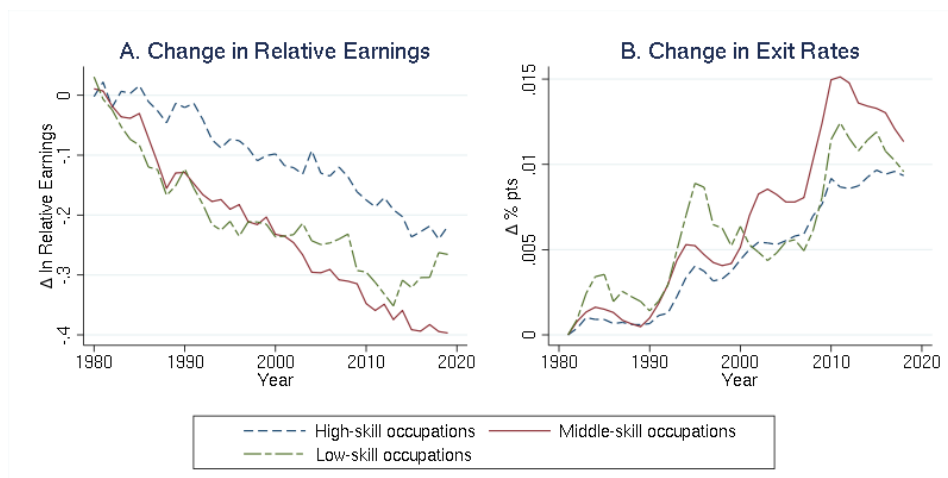 A. Change in Relative Earnings
Δ ln Relative Earnings
0
-.1
-.2
-.3
-.4
1980 1990 2000 2010 2020
Year
B. Change in Exit Rates
Δ % pts
.015
.01
.005
0
1980 1990 2000 2010 2020
Year
High-skill occupations Middle-skill occupations
Low-skill occupations